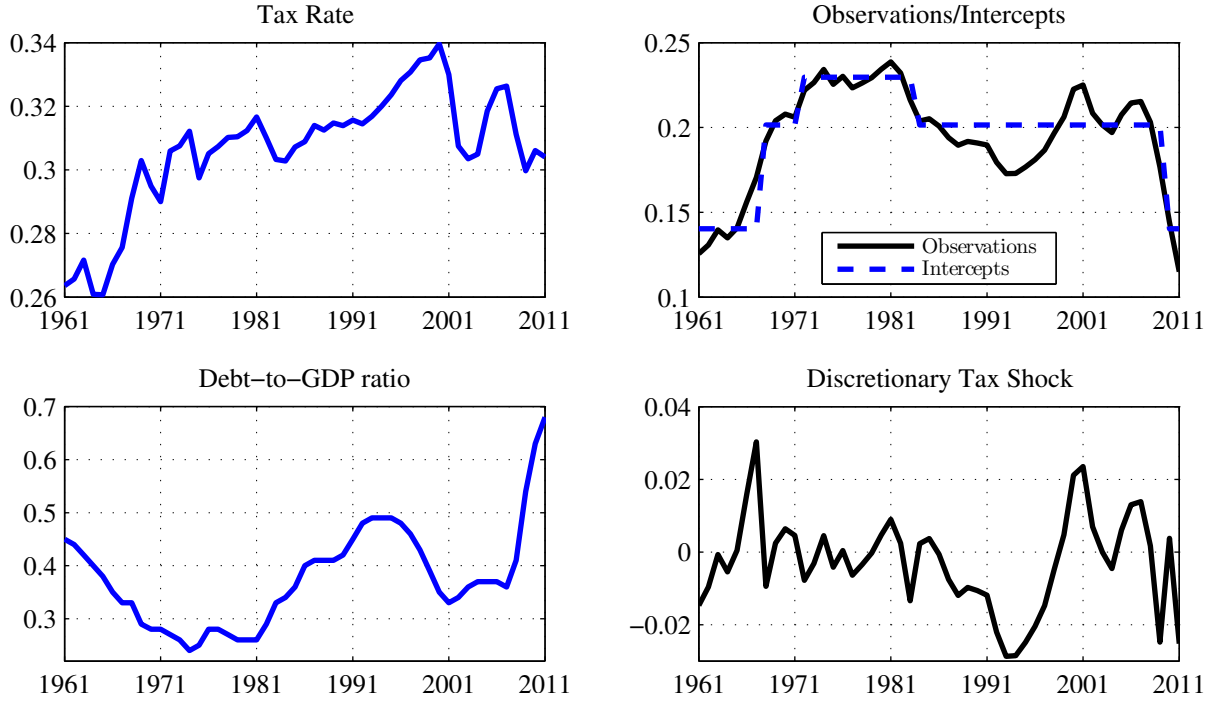 Tax Rate
0.34
0.32
0.3
0.28
0.26
1961 1971 1981 1991 2001 2011
Observations/Intercepts
0.25
0.2
0.15
0.1
Observations
Intercepts
1961 1971 1981 1991 2001 2011
Debt−to−GDP ratio
0.7
0.6
0.5
0.4
0.3
1961 1971 1981 1991 2001 2011
Discretionary Tax Shock
0.04
0.02
0
−0.02
1961 1971 1981 1991 2001 2011